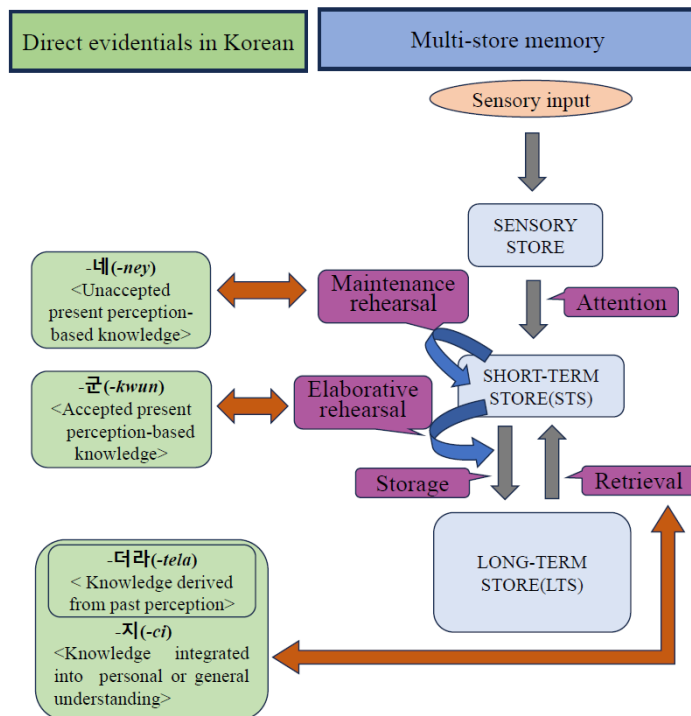 Direct evidentials in Korean
Multi-store memory
Sensory input
SENSORY
STORE
-네(-ney)
<Unaccepted
present perception-
based knowledge>
Maintenance
rehearsal
Attention
-군(-kwun)
<Accepted present
perception-based
knowledge>
Elaborative
rehearsal
SHORT-TERM
STORE(STS)
Storage
Retrieval
-더라(-tela)
< Knowledge derived
from past perception>
-지(-ci)
<Knowledge integrated
into personal or general
understanding>
LONG-TERM
STORE(LTS)